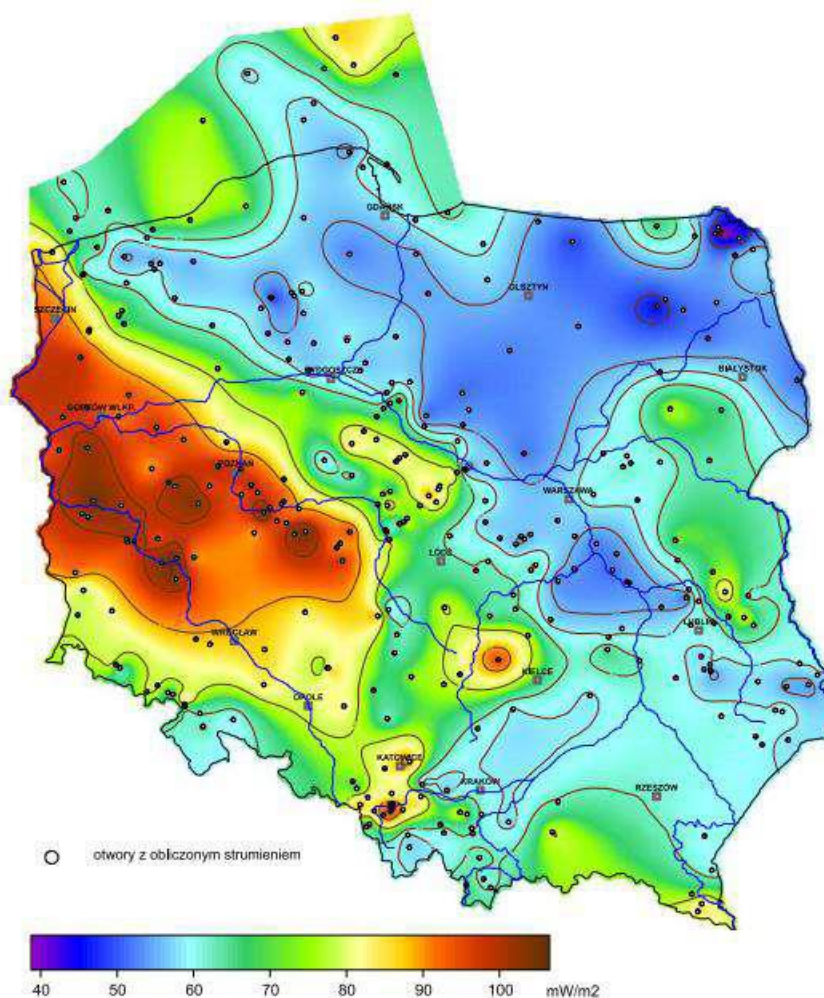 GDAŃSK
OLSZTYN
SZCZECIN
BIAŁYSTOK
BYDGOSZCZ
GORZÓW WLKP.
POZNAŃ
WARSZAWA
ŁÓDŹ
LUBLIN
WROCŁAW
KIELCE
OPOLE
KATOWICE
KRAKÓW
RZESZÓW
otwory z obliczonym strumieniem
40 50 60 70 80 90 100 mW/m2